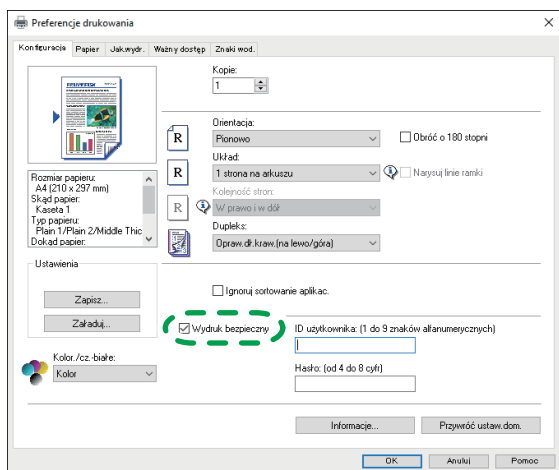 Preferencje drukowania
Konfiguracja Papier Jak.wydr. Ważny dostęp Znaki wod.
Kopie:
1
Orientacja:
R Pionowo Obróć o 180 stopni
Układ:
R 1 strona na arkuszu Narysuj linie ramki
Kolejność stron:
R W prawo i w dół
Dupleks:
Opraw.dł.kraw.(na lewo/góra)
Rozmiar papieru:
A4 (210 x 297 mm)
Skąd papier:
Kaseta 1
Typ papieru:
Plain 1/Plain 2/Middle Thic
Dokąd papier:
Ustawienia
Zapisz...
Załaduj...
Ignoruj sortowanie aplikac.
Wydruk bezpieczny
ID użytkownika: (1 do 9 znaków alfanumerycznych)
Hasło: (od 4 do 8 cyfr)
Kolor./cz.-białe:
Kolor
Informacje... Przywróć ustaw.dom.
OK Anuluj Pomoc